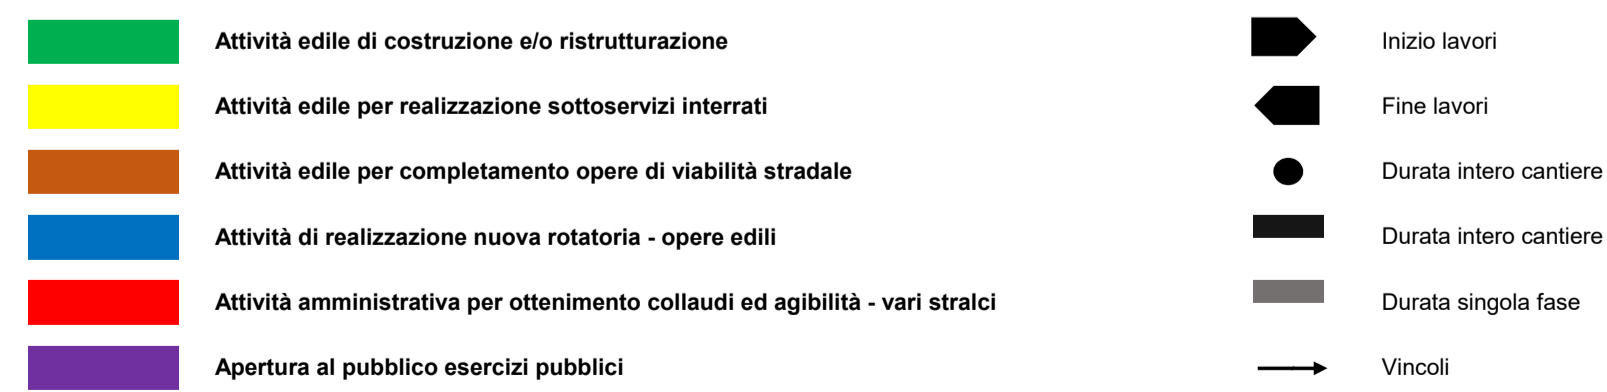 Attività edile di costruzione e/o ristrutturazione
Inizio lavori
Attività edile per realizzazione sottoservizi interrati
Fine lavori
Attività edile per completamento opere di viabilità stradale
Durata intero cantiere
Attività di realizzazione nuova rotatoria - opere edili
Durata intero cantiere
Attività amministrativa per ottenimento collaudi ed agibilità - vari stralci
Durata singola fase
Apertura al pubblico esercizi pubblici
Vincoli